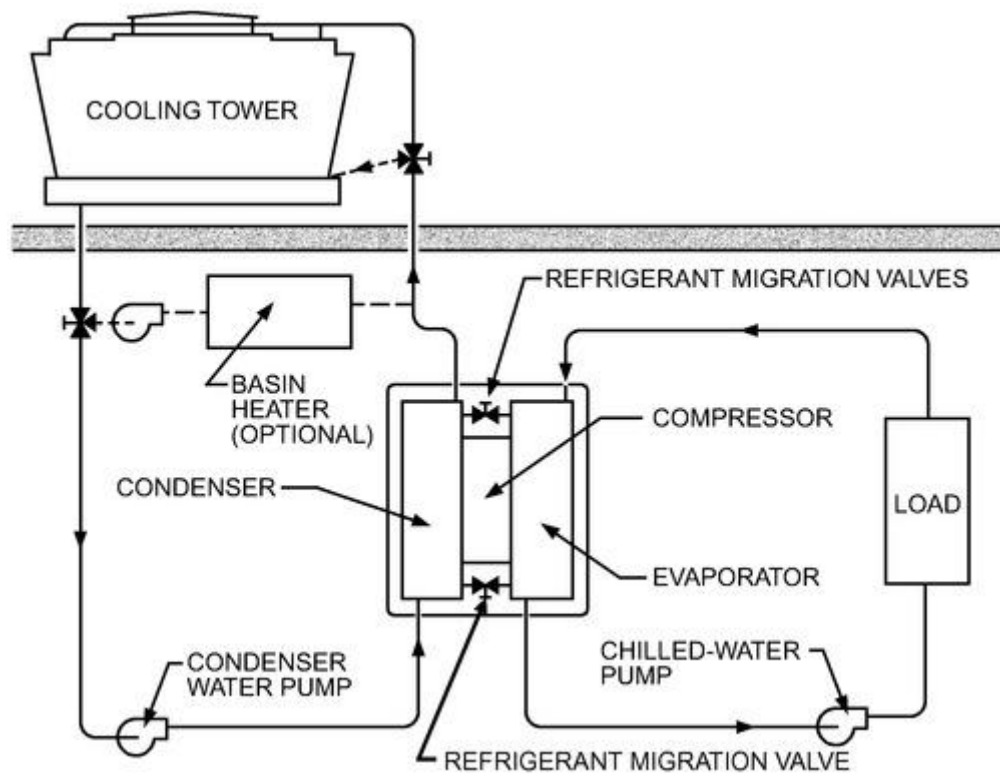 COOLING TOWER
REFRIGERANT MIGRATION VALVES
BASIN
HEATER
(OPTIONAL)
COMPRESSOR
CONDENSER
LOAD
EVAPORATOR
CONDENSER
WATER PUMP
CHILLED-WATER
PUMP
REFRIGERANT MIGRATION VALVE